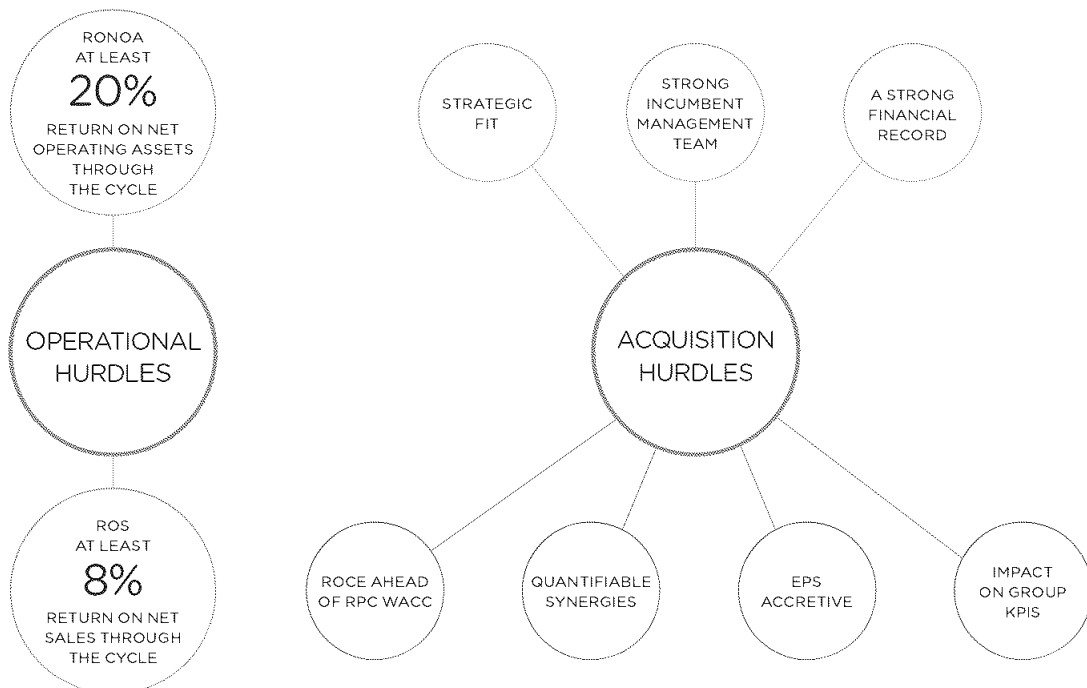 RONOA
AT LEAST
20%
RETURN ON NET
OPERATING ASSETS
THROUGH
THE CYCLE
OPERATIONAL
HURDLES
ROS
AT LEAST
8%
RETURN ON NET
SALES THROUGH
THE CYCLE
STRATEGIC
FIT
STRONG
INCUMBENT
MANAGEMENT
TEAM
A STRONG
FINANCIAL
RECORD
ACQUISITION
HURDLES
ROCE AHEAD
OF RPC WACC
QUANTIFIABLE
SYNERGIES
EPS
ACCRETIVE
IMPACT
ON GROUP
KPIS